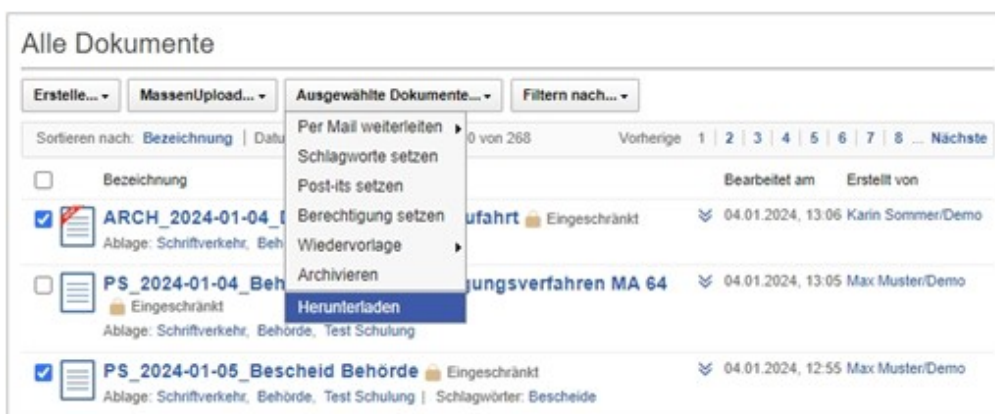 Alle Dokumente
Erstelle... MassenUpload... Ausgewählte Dokumente... Filtern nach...
Sortieren nach: Bezeichnung | Datu 0 von 268 Vorherige 1 | 2 | 3 | 4 | 5 | 6 | 7 | 8 ... Nächste
Per Mail weiterleiten
Schlagworte setzen
Post-its setzen
Berechtigung setzen
Wiedervorlage
Archivieren
Herunterladen
Bezeichnung Bearbeitet am Erstellt von
ARCH_2024-01-04_ ufahrt Eingeschränkt 04.01.2024, 13:06 Karin Sommer/Demo
Ablage: Schriftverkehr, Beh
PS_2024-01-04_Beh gungsverfahren MA 64 04.01.2024, 13:05 Max Muster/Demo
Eingeschränkt
Ablage: Schriftverkehr, Behörde, Test Schulung
PS_2024-01-05_Bescheid Behörde Eingeschränkt 04.01.2024, 12:55 Max Muster/Demo
Ablage: Schriftverkehr, Behörde, Test Schulung | Schlagwörter: Bescheide